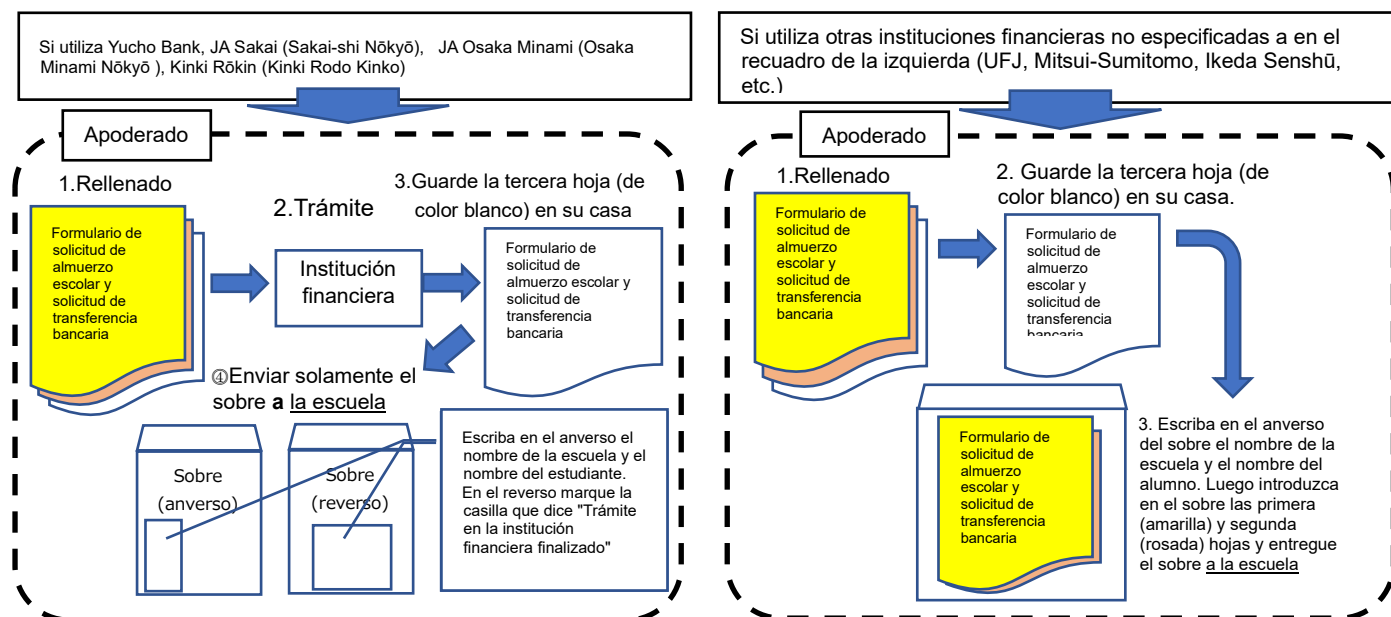 Si utiliza Yucho Bank, JA Sakai (Sakai-shi Nōkyō), JA Osaka Minami (Osaka
Minami Nōkyō ), Kinki Rōkin (Kinki Rodo Kinko)
Apoderado
1.Rellenado
Formulario de
solicitud de
almuerzo
escolar y
solicitud de
transferencia
bancaria
2.Trámite
Institución
financiera
3.Guarde la tercera hoja (de
color blanco) en su casa
Formulario de
solicitud de
almuerzo escolar y
solicitud de
transferencia
bancaria
④Enviar solamente el
sobre a la escuela
Sobre
(anverso)
Sobre
(reverso)
Escriba en el anverso el
nombre de la escuela y el
nombre del estudiante.
En el reverso marque la
casilla que dice "Trámite
en la institución
financiera finalizado"
Si utiliza otras instituciones financieras no especificadas a en el
recuadro de la izquierda (UFJ, Mitsui-Sumitomo, Ikeda Senshū,
etc.)
Apoderado
1.Rellenado
Formulario de
solicitud de
almuerzo
escolar y
solicitud de
transferencia
bancaria
2. Guarde la tercera hoja (de
color blanco) en su casa.
Formulario de
solicitud de
almuerzo
escolar y
solicitud de
transferencia
bancaria
Formulario de
solicitud de
almuerzo
escolar y
solicitud de
transferencia
bancaria
3. Escriba en el anverso
del sobre el nombre de la
escuela y el nombre del
alumno. Luego introduzca
en el sobre las primera
(amarilla) y segunda
(rosada) hojas y entregue
el sobre a la escuela